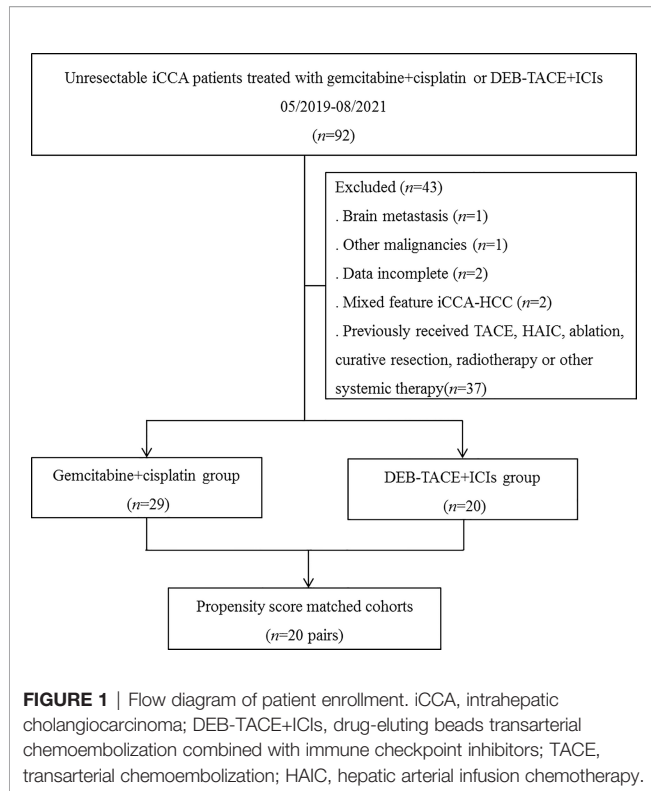 Unresectable iCCA patients treated with gemcitabine+cisplatin or DEB-TACE+ICIs
05/2019-08/2021
(n=92)
Excluded (n=43)
. Brain metastasis (n=1)
. Other malignancies (n=1)
. Data incomplete (n=2)
. Mixed feature iCCA-HCC (n=2)
. Previously received TACE, HAIC, ablation,
curative resection, radiotherapy or other
systemic therapy(n=37)
Gemcitabine+cisplatin group
(n=29)
DEB-TACE+ICIs group
(n=20)
Propensity score matched cohorts
(n=20 pairs)
FIGURE 1 | Flow diagram of patient enrollment. iCCA, intrahepatic
cholangiocarcinoma; DEB-TACE+ICIs, drug-eluting beads transarterial
chemoembolization combined with immune checkpoint inhibitors; TACE,
transarterial chemoembolization; HAIC, hepatic arterial infusion chemotherapy.